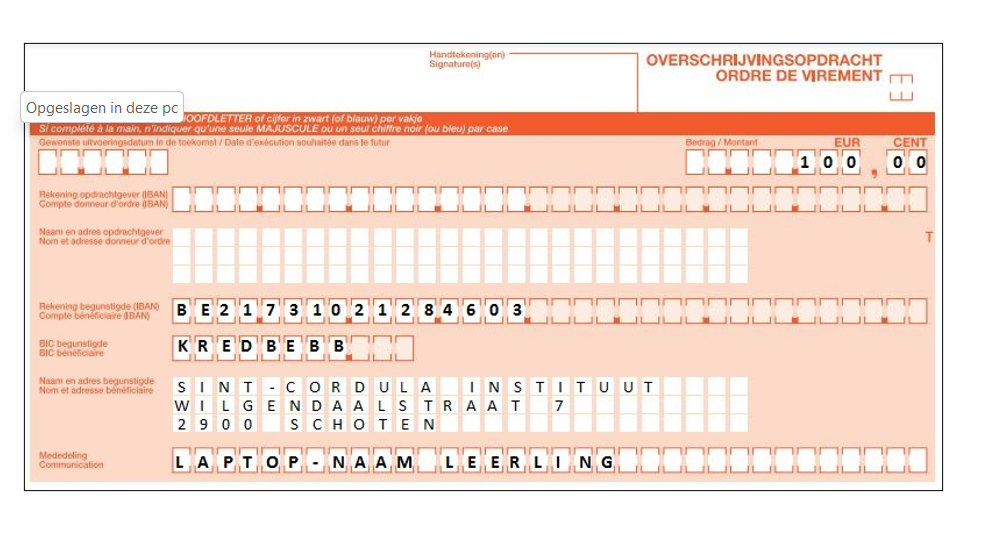 Handtekening(en)
Signature(s)
OVERSCHRIJVINGSOPDRACHT
ORDRE DE VIREMENT
Opgeslagen in deze pc
HOOFDLETTER of cijfer in zwart (of blauw) per vakje
Si complété à la main, n'indiquer qu'une seule MAJUSCULE ou un seul chiffre noir (ou bleu) par case
Gewenste uitvoeringsdatum in de toekomst / Date d'exécution souhaitée dans le futur
Bedrag / Montant EUR CENT
100,00
Rekening opdrachtgever (IBAN)
Compte donneur d'ordre (IBAN)
Naam en adres opdrachtgever
Nom et adresse donneur d'ordre
T
Rekening begunstigde (IBAN)
Compte bénéficiaire (IBAN)
BE21 7310 2128 4603
BIC begunstigde
BIC bénéficiaire
KREDBEBB
Naam en adres begunstigde
Nom et adresse bénéficiaire
SINT-CORDULA INSTITUUT
WILGENDAALSTRAAT 7
2900 SCHOTEN
Mededeling
Communication
LAPTOP-NAAM LEERLING